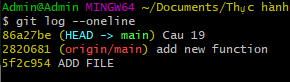 Admin@Admin MINGW64 ~/Documents/Thực hành
$ git log --oneline
86a27be (HEAD -> main) Cau 19
2820681 (origin/main) add new function
5f2c954 ADD FILE